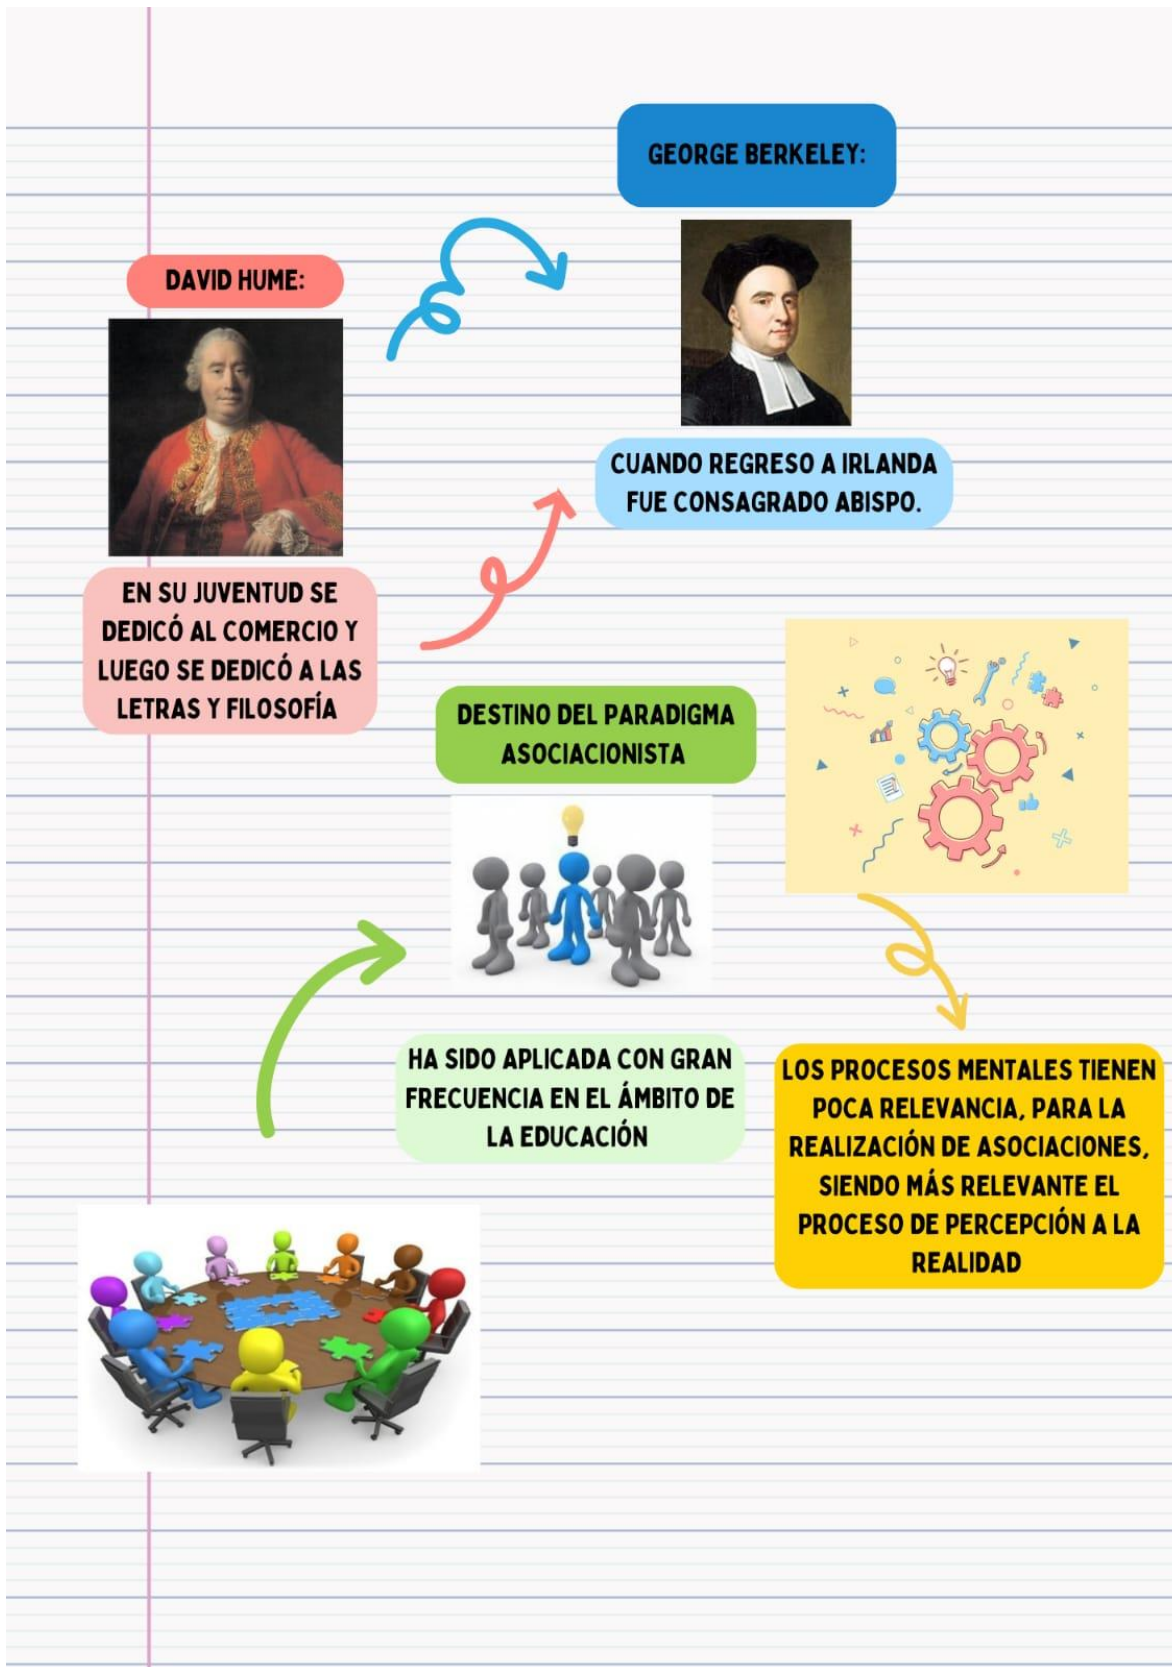 GEORGE BERKELEY:
DAVID HUME:
CUANDO REGRESO A IRLANDA
FUE CONSAGRADO ABISPO.
EN SU JUVENTUD SE
DEDICÓ AL COMERCIO Y
LUEGO SE DEDICÓ A LAS
LETRAS Y FILOSOFÍA
DESTINO DEL PARADIGMA
ASOCIACIONISTA
HA SIDO APLICADA CON GRAN
FRECUENCIA EN EL ÁMBITO DE
LA EDUCACIÓN
LOS PROCESOS MENTALES TIENEN
POCA RELEVANCIA, PARA LA
REALIZACIÓN DE ASOCIACIONES,
SIENDO MÁS RELEVANTE EL
PROCESO DE PERCEPCIÓN A LA
REALIDAD